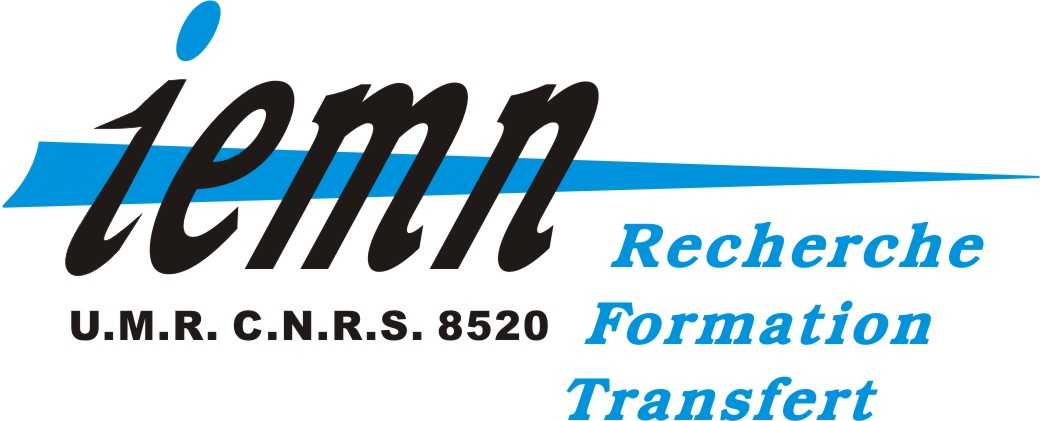 iemn
U.M.R. C.N.R.S. 8520
Recherche
Formation
Transfert